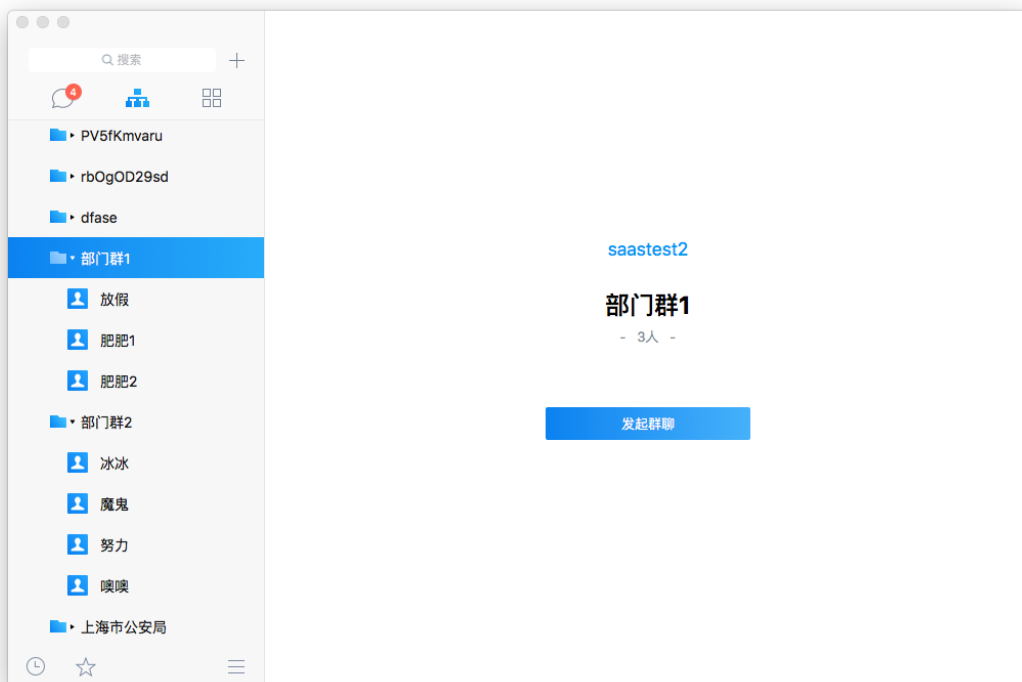 搜索
4
PV5fKmvaru
rbOgOD29sd
dfase
部门群1
放假
肥肥1
肥肥2
部门群2
冰冰
魔鬼
努力
噢噢
上海市公安局
saastest2
部门群1
- 3人 -
发起群聊